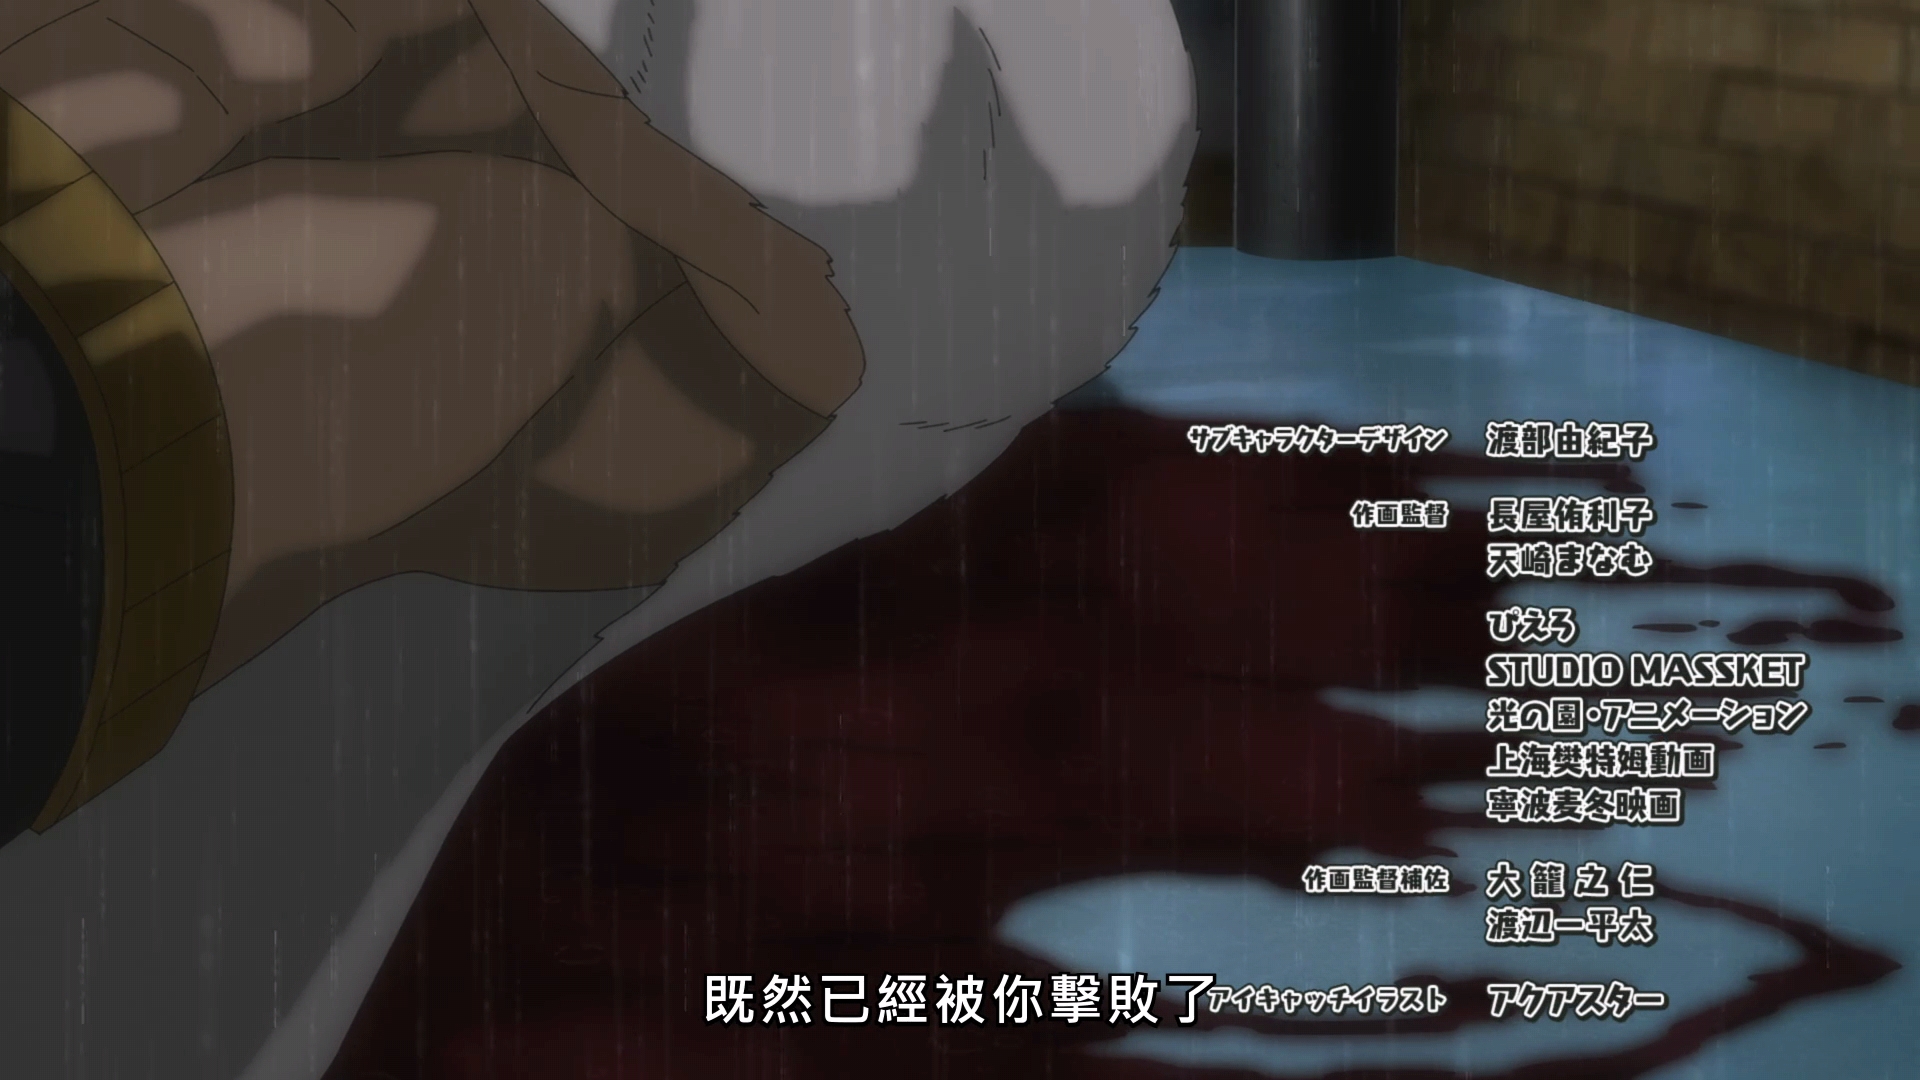 サブキャラクターデザイン 渡部由紀子
作画監督 長屋侑利子
天崎まなむ
ぴえろ
STUDIO MASSKET
光の園・アニメーション
上海樊特姆動画
寧波麦冬映画
作画監督補佐 大籠之仁
渡辺一平太
アイキャッチイラスト アクアスター
既然已經被你擊敗了